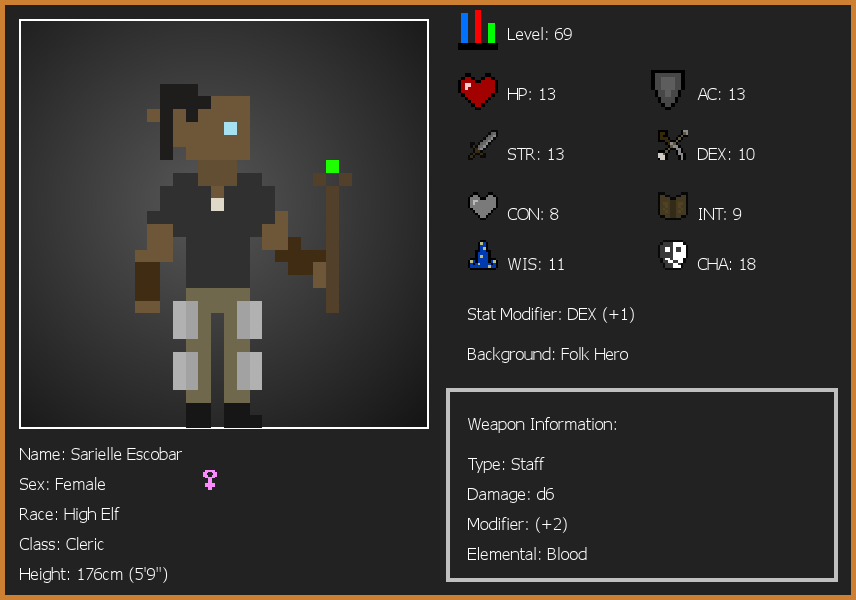 Level: 69
HP: 13
AC: 13
STR: 13
DEX: 10
CON: 8
INT: 9
WIS: 11
CHA: 18
Stat Modifier: DEX (+1)
Background: Folk Hero
Weapon Information:
Type: Staff
Damage: d6
Modifier: (+2)
Elemental: Blood
Name: Sarielle Escobar
Sex: Female
Race: High Elf
Class: Cleric
Height: 176cm (5'9")